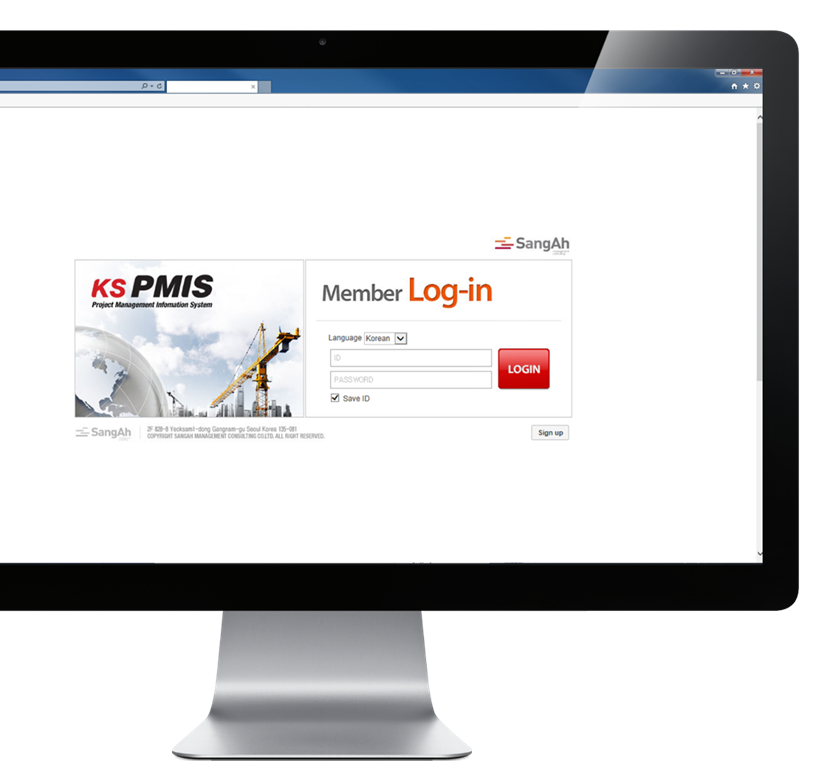 SangAh
KS PMIS
Project Management Infomation System
Member Log-in
Language Korean
ID
PASSWORD
LOGIN
Save ID
SangAh
2F 828-8 Yocksam1-dong Gangnam-gu Seoul Korea 135-081
COPYRIGHT SANGAH MANAGEMENT CONSULTING CO.LTD. ALL RIGHT RESERVED.
Sign up